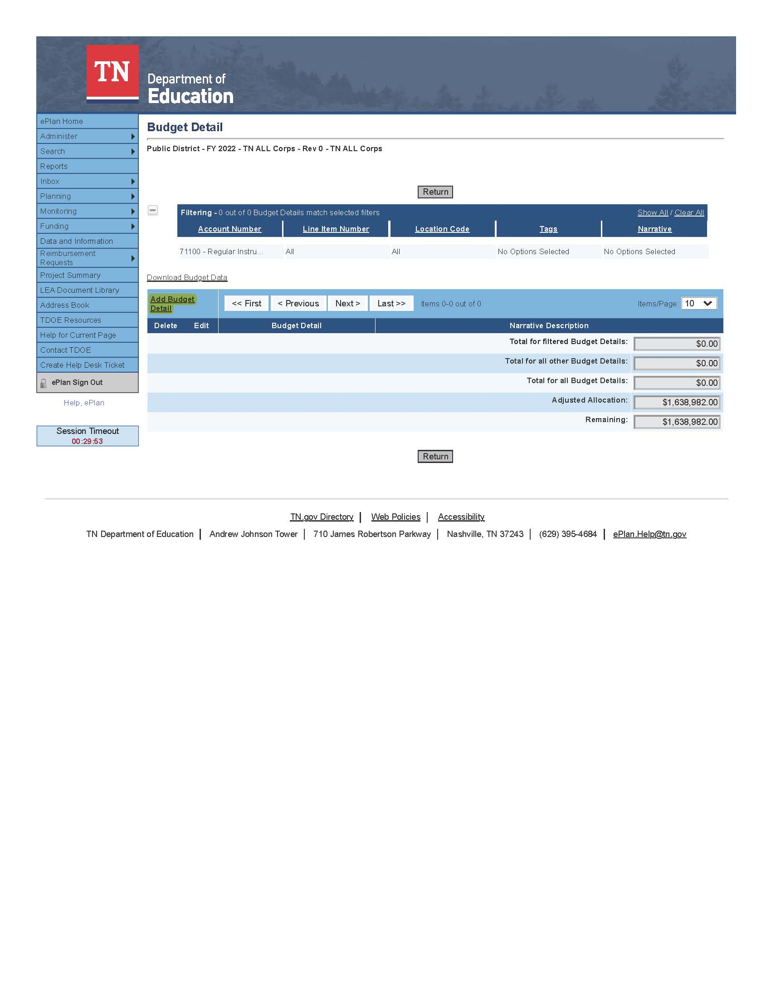 TN
Department of
Education
ePlan Home
Administer
Search
Reports
Inbox
Planning
Monitoring
Funding
Data and Information
Reimbursement
Requests
Project Summary
LEA Document Library
Address Book
TDOE Resources
Help for Current Page
Contact TDOE
Create Help Desk Ticket
ePlan Sign Out
Help, ePlan
Session Timeout
00:29:53
Budget Detail
Public District - FY 2022 - TN ALL Corps - Rev 0 - TN ALL Corps
Return
Filtering - 0 out of 0 Budget Details match selected filters Show All / Clear All
Account Number Line Item Number Location Code Tags Narrative
71100 - Regular Instru... All All No Options Selected No Options Selected
Download Budget Data
Add Budget
Detail
<< First < Previous Next > Last >> Items 0-0 out of 0 Items/Page: 10
Delete Edit Budget Detail Narrative Description
Total for filtered Budget Details: $0.00
Total for all other Budget Details: $0.00
Total for all Budget Details: $0.00
Adjusted Allocation: $1,638,982.00
Remaining: $1,638,982.00
Return
TN.gov Directory | Web Policies | Accessibility
TN Department of Education | Andrew Johnson Tower | 710 James Robertson Parkway | Nashville, TN 37243 | (629) 395-4684 | ePlan.Help@tn.gov